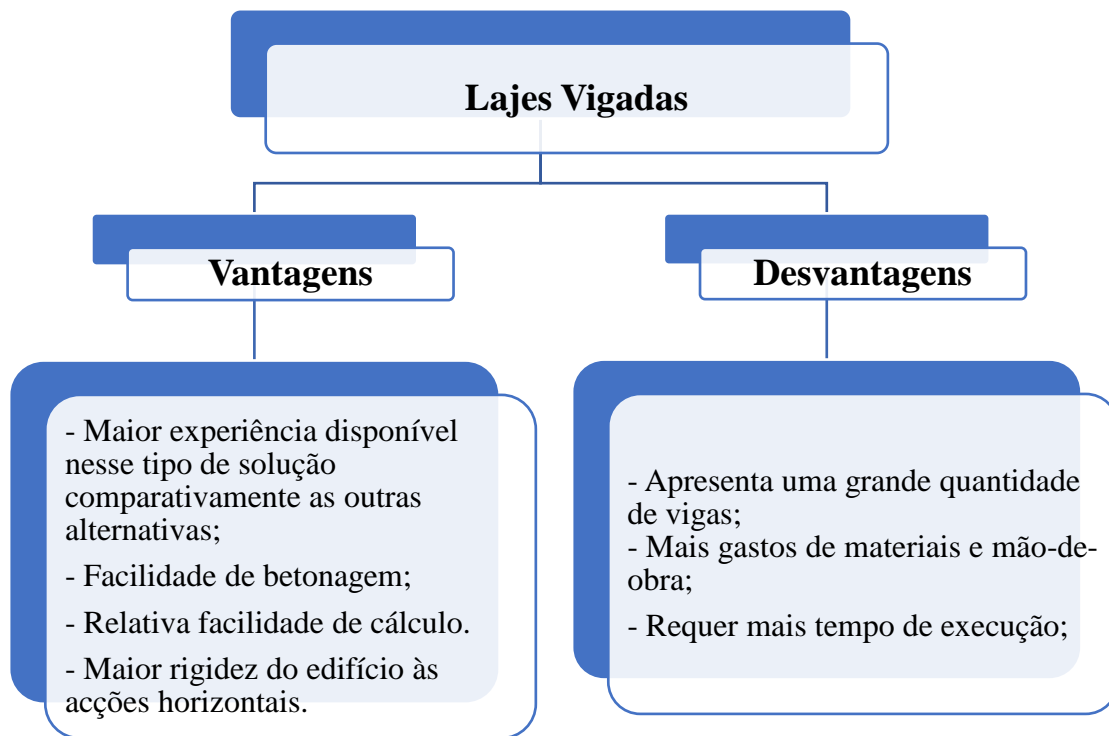 Lajes Vigadas
Vantagens
Desvantagens
- Maior experiência disponível
nesse tipo de solução
comparativamente as outras
alternativas;
- Facilidade de betonagem;
- Relativa facilidade de cálculo.
- Maior rigidez do edifício às
acções horizontais.
- Apresenta uma grande quantidade
de vigas;
- Mais gastos de materiais e mão-de-
obra;
- Requer mais tempo de execução;